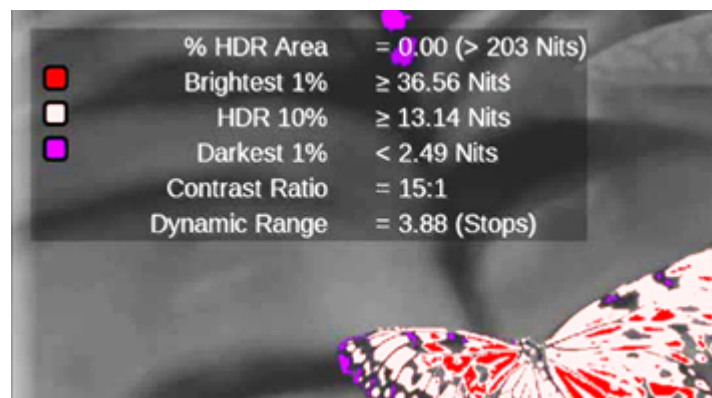 % HDR Area = 0.00 (> 203 Nits)
Brightest 1% ≥ 36.56 Nits
HDR 10% ≥ 13.14 Nits
Darkest 1% < 2.49 Nits
Contrast Ratio = 15:1
Dynamic Range = 3.88 (Stops)